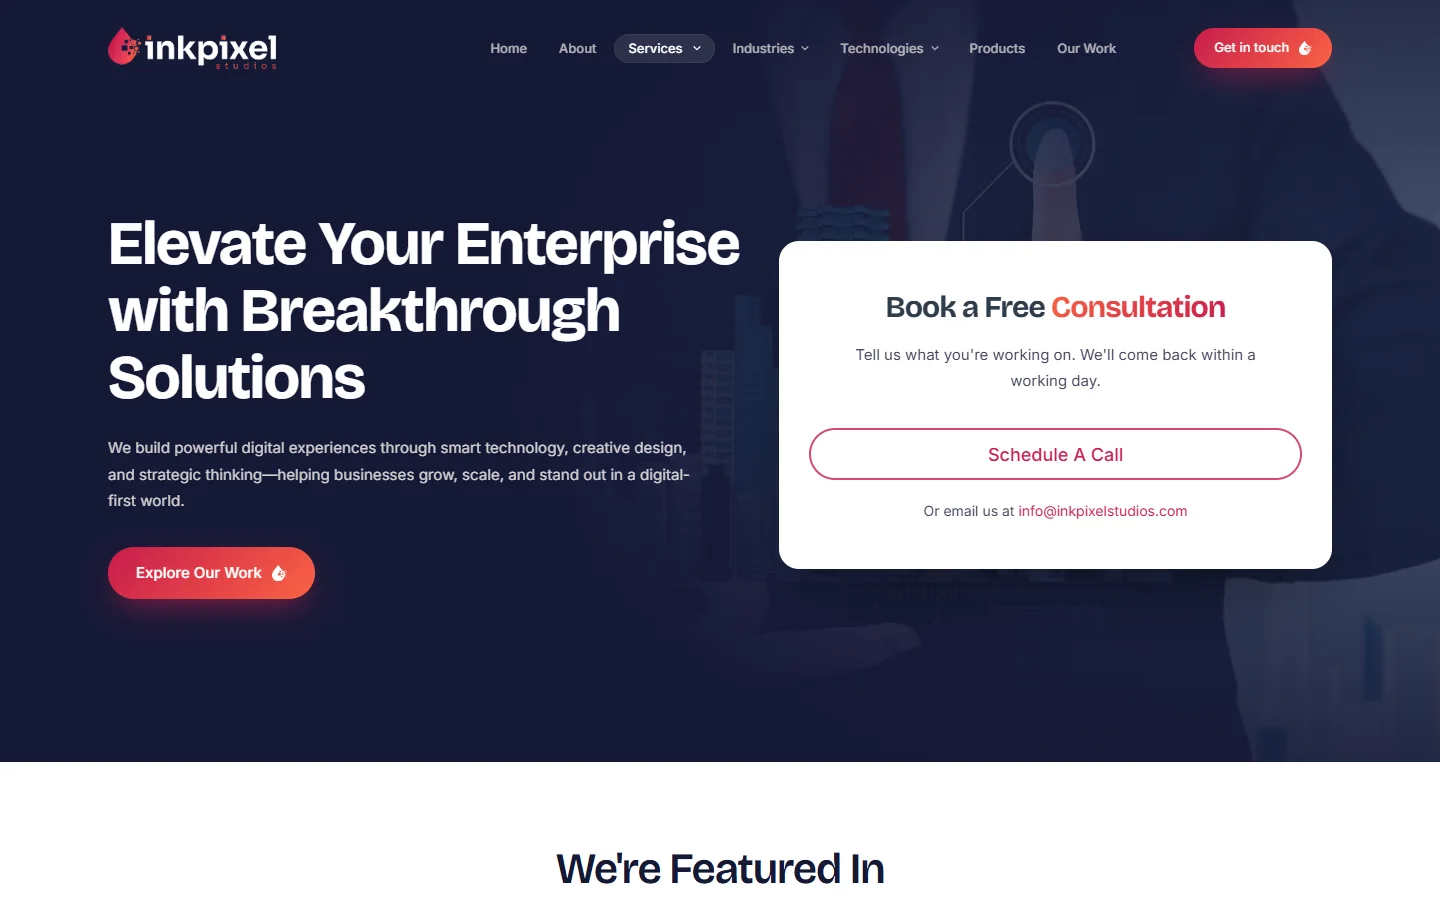 inkpixel
studios
Home
About
Services
Industries
Technologies
Products
Our Work
Get in touch
Elevate Your Enterprise
with Breakthrough
Solutions
We build powerful digital experiences through smart technology, creative design,
and strategic thinking—helping businesses grow, scale, and stand out in a digital-
first world.
Explore Our Work
Book a Free Consultation
Tell us what you're working on. We'll come back within a
working day.
Schedule A Call
Or email us at info@inkpixelstudios.com
We're Featured In